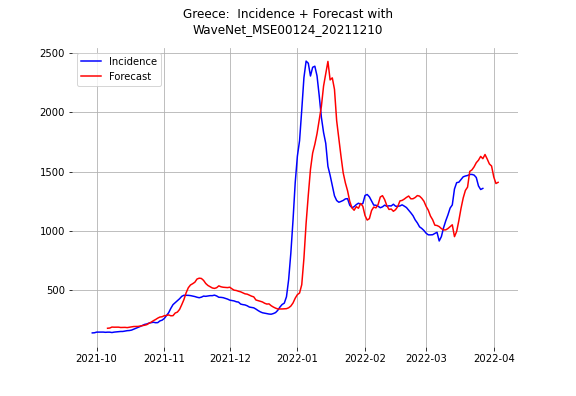 Greece:  Incidence + Forecast with
WaveNet_MSE00124_20211210
2500
2000
1500
1000
500
Incidence
Forecast
2021-10 2021-11 2021-12 2022-01 2022-02 2022-03 2022-04